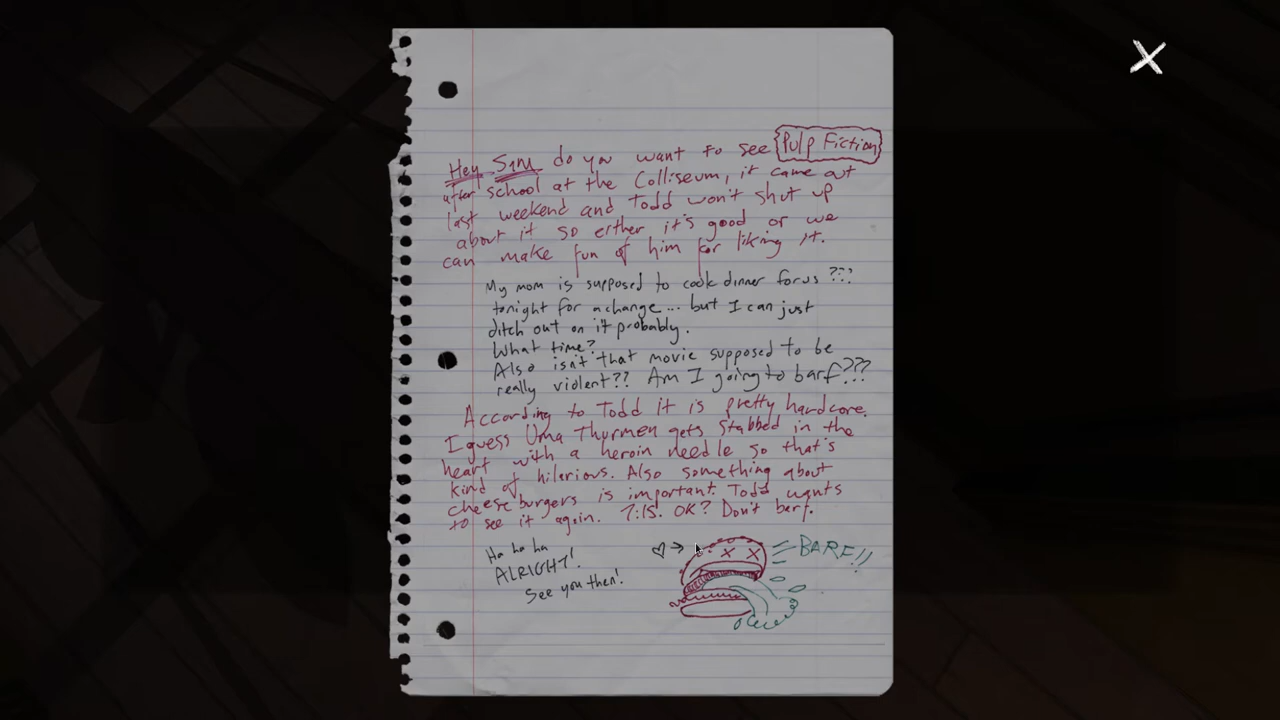 Hey Sam do you want to see Pulp Fiction
after school at the Colliseum, it came out
last weekend and Todd won't shut up
about it so either it's good or we
can make fun of him for liking it.
My mom is supposed to cook dinner for us ???
tonight for a change... but I can just
ditch out on it probably.
What time?
Also isn't that movie supposed to be
really violent?? Am I going to barf???
According to Todd it is pretty hardcore.
I guess Uma Thurmen gets stabbed in the
heart with a heroin needle so that's
kind of hilarious. Also something about
cheeseburgers is important. Todd wants
to see it again. 7:15. OK? Don't barf.
Ha ha ha
ALRIGHT!
See you then!
BARF!!